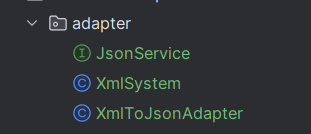 adapter
JsonService
XmlSystem
XmlToJsonAdapter